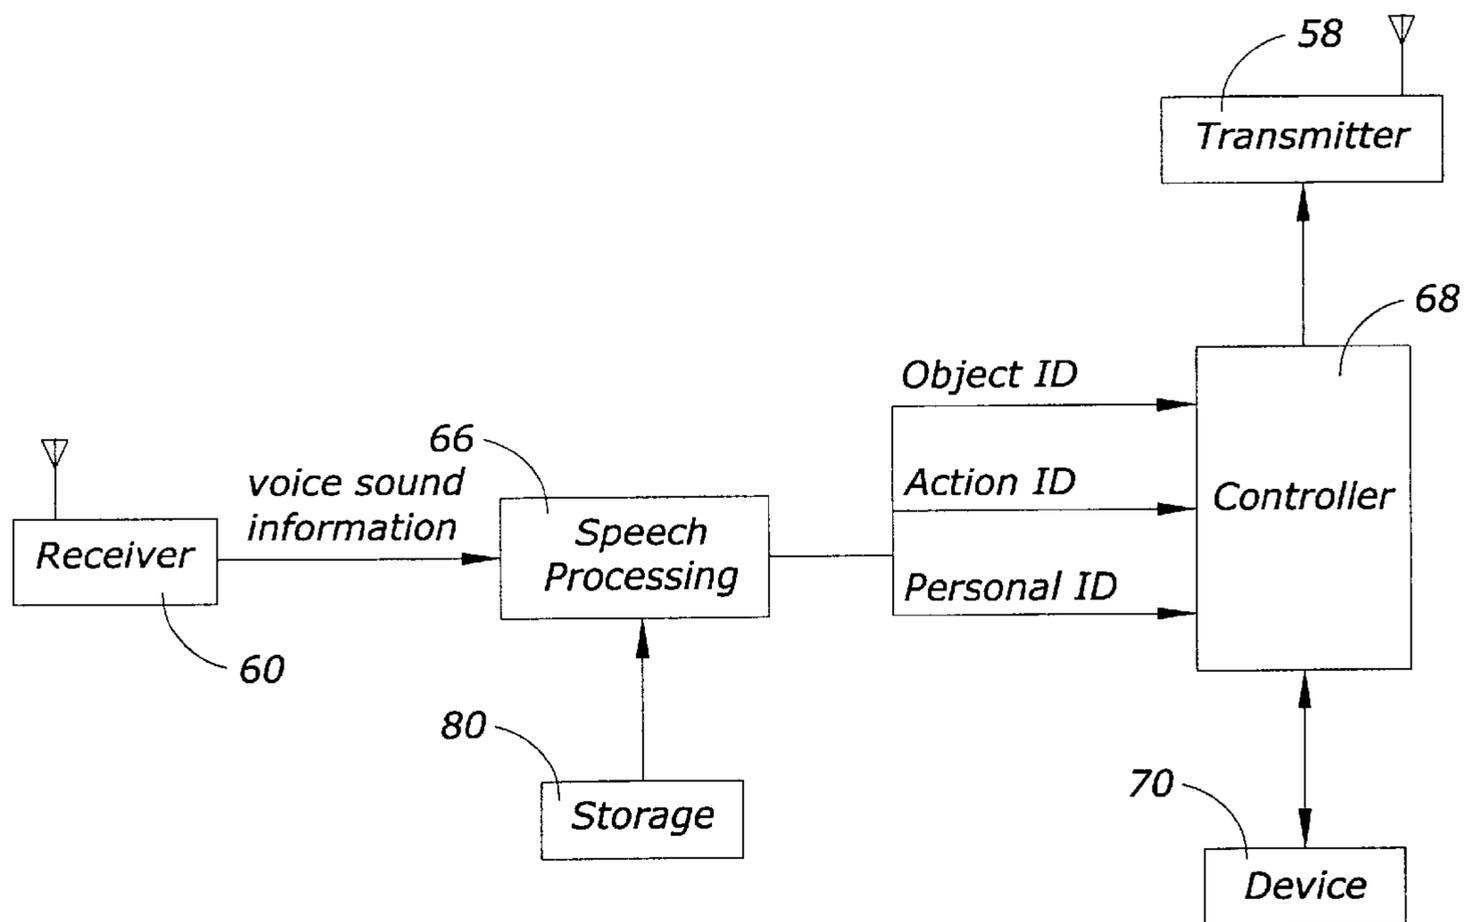 58
Transmitter
68
Object ID
66
voice sound
information
Action ID
Controller
Receiver
Speech
Processing
Personal ID
60
80
Storage
70
Device